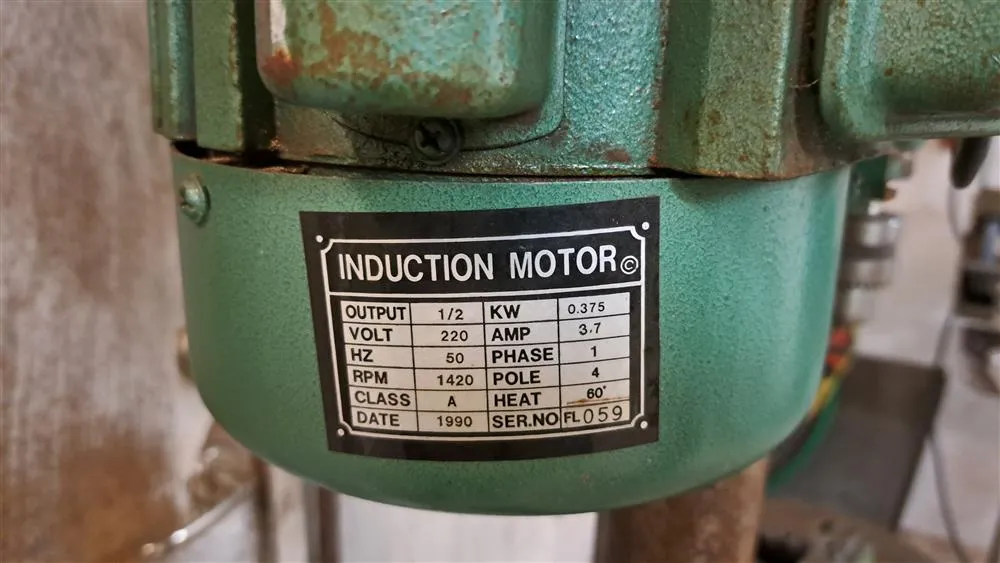 INDUCTION MOTOR ©
OUTPUT 1/2 KW 0.375
VOLT 220 AMP 3.7
HZ 50 PHASE 1
RPM 1420 POLE 4
CLASS A HEAT 60°
DATE 1990 SER.NO FL059